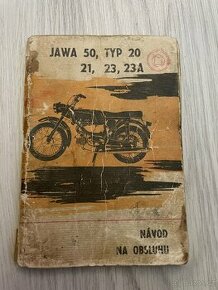 JAWA 50, TYP 20
21, 23, 23A
NÁVOD
NA OBSLUHU